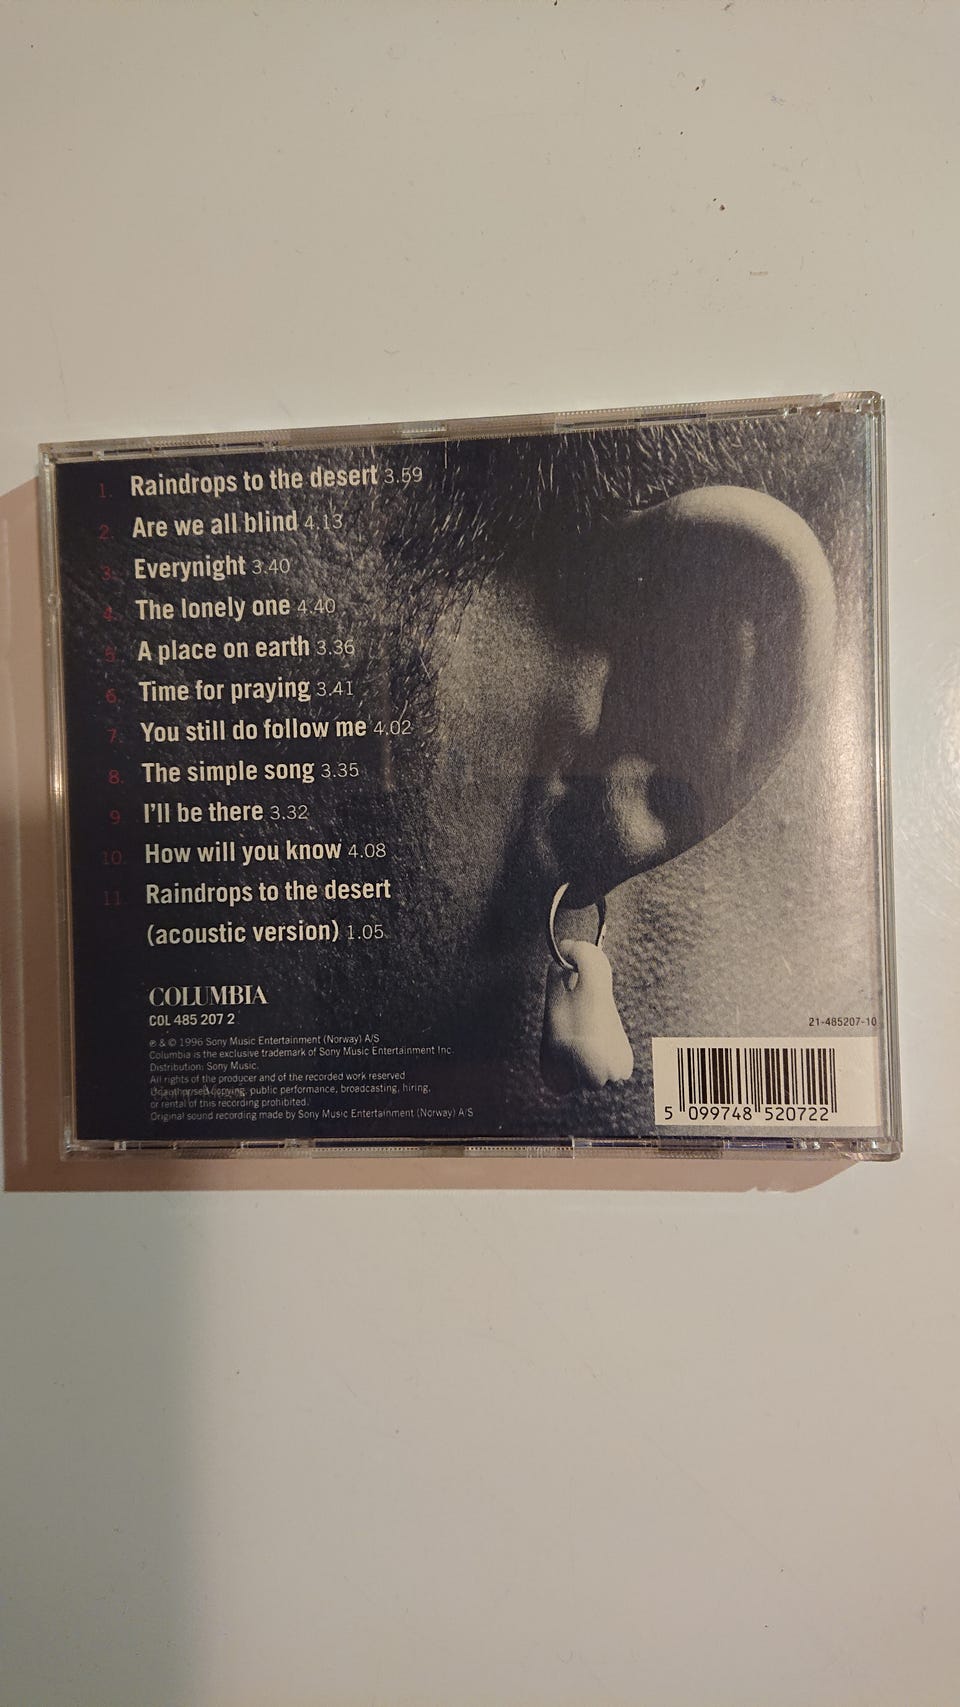 1. Raindrops to the desert 3.59
2. Are we all blind 4.13
3. Everynight 3.40
4. The lonely one 4.40
5. A place on earth 3.36
6. Time for praying 3.41
7. You still do follow me 4.02
8. The simple song 3.35
9 I'll be there 3.32
10. How will you know 4.08
11. Raindrops to the desert
(acoustic version) 1.05
COLUMBIA
COL 485 207 2
℗ & © 1996 Sony Music Entertainment (Norway) A/S
Columbia is the exclusive trademark of Sony Music Entertainment Inc.
Distribution: Sony Music.
All rights of the producer and of the recorded work reserved
Unauthorised copying, public performance, broadcasting, hiring,
or rental of this recording prohibited.
Original sound recording made by Sony Music Entertainment (Norway) A/S
21-485207-10
5 099748 520722